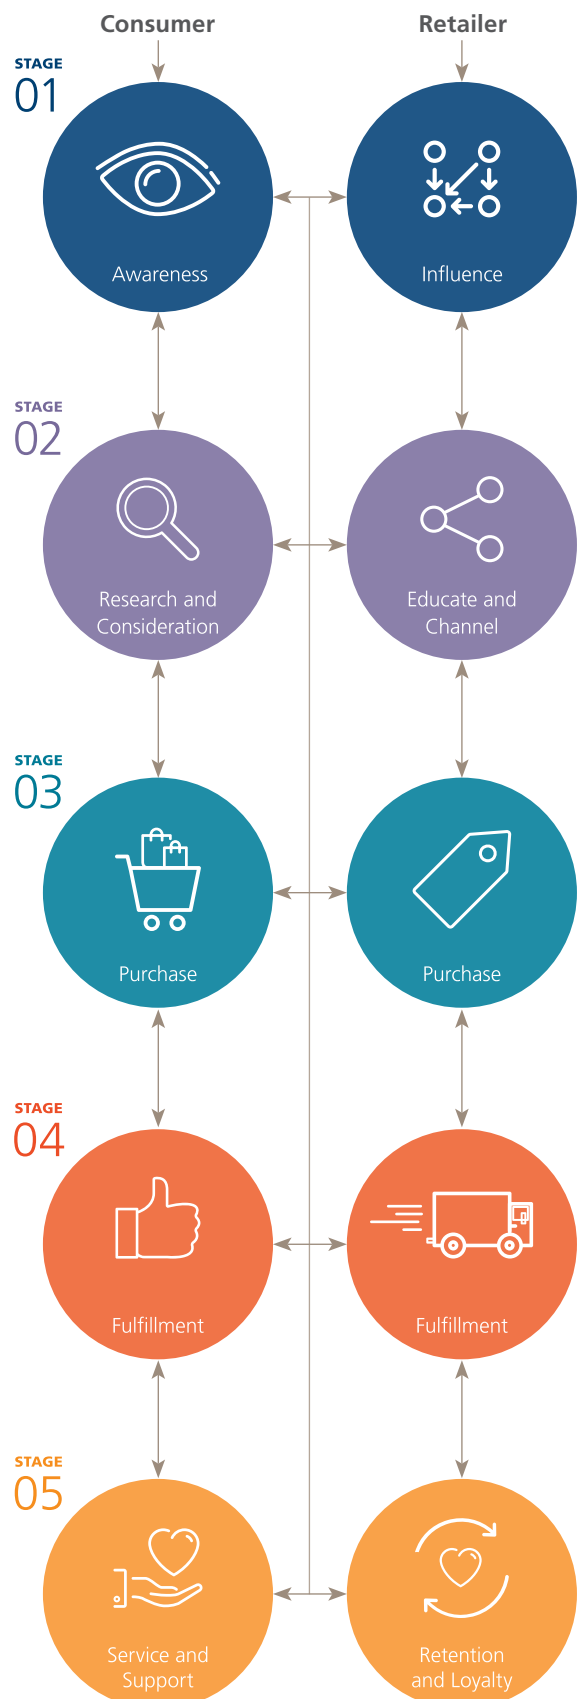 Consumer
Retailer
STAGE
01
Awareness
Influence
STAGE
02
Research and
Consideration
Educate and
Channel
STAGE
03
Purchase
Purchase
STAGE
04
Fulfillment
Fulfillment
STAGE
05
Service and
Support
Retention
and Loyalty